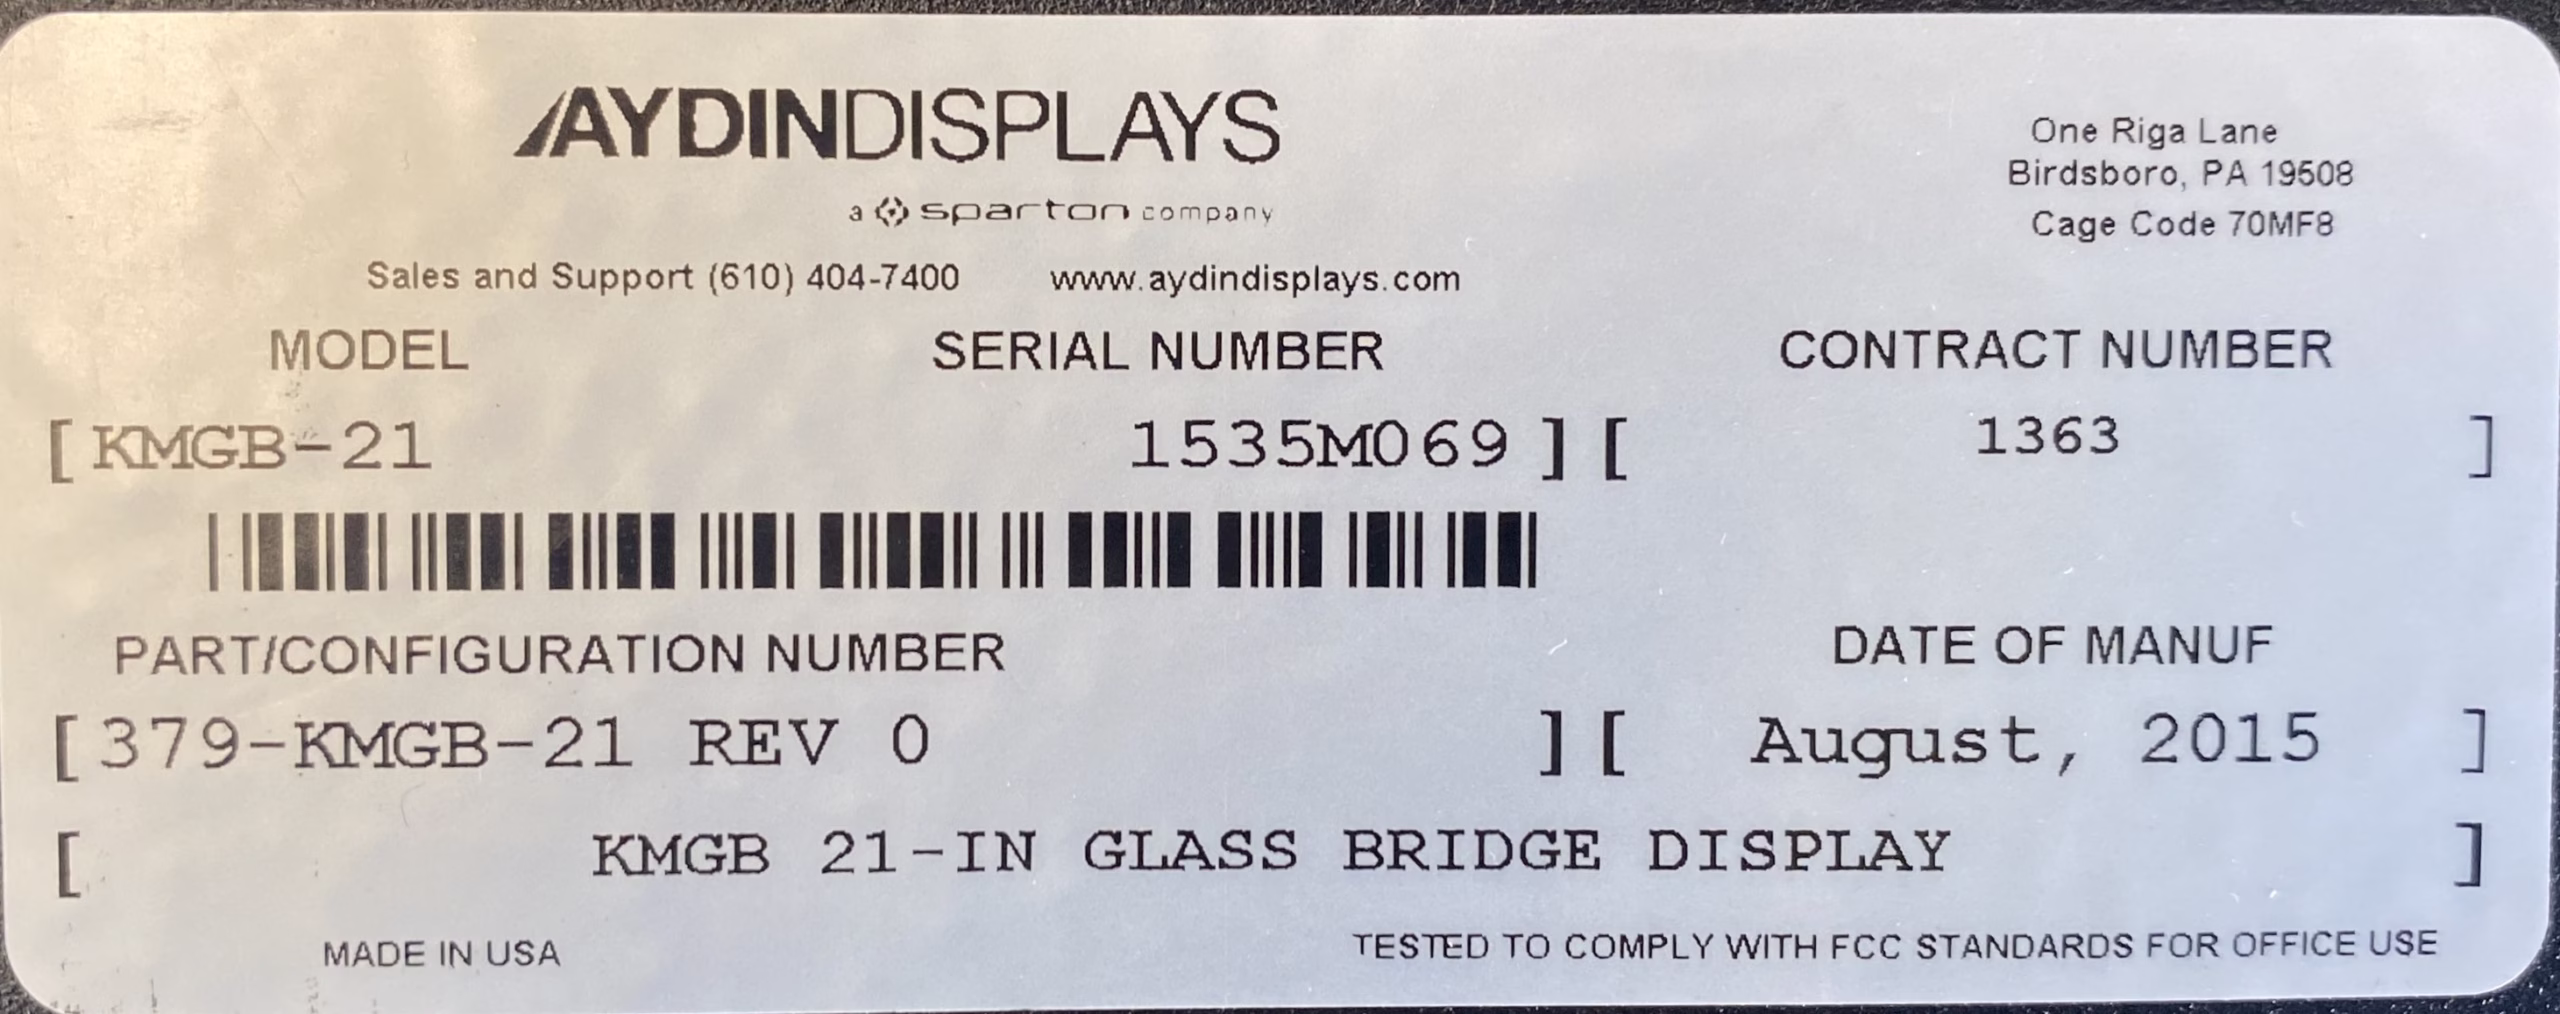 AYDINDISPLAYS
a sparton company
One Riga Lane
Birdsboro, PA 19508
Cage Code 70MF8
Sales and Support (610) 404-7400 www.aydindisplays.com
MODEL SERIAL NUMBER CONTRACT NUMBER
[KMGB-21 1535M069][ 1363 ]
PART/CONFIGURATION NUMBER DATE OF MANUF
[379-KMGB-21 REV 0 ][ August, 2015 ]
[ KMGB 21-IN GLASS BRIDGE DISPLAY ]
MADE IN USA TESTED TO COMPLY WITH FCC STANDARDS FOR OFFICE USE